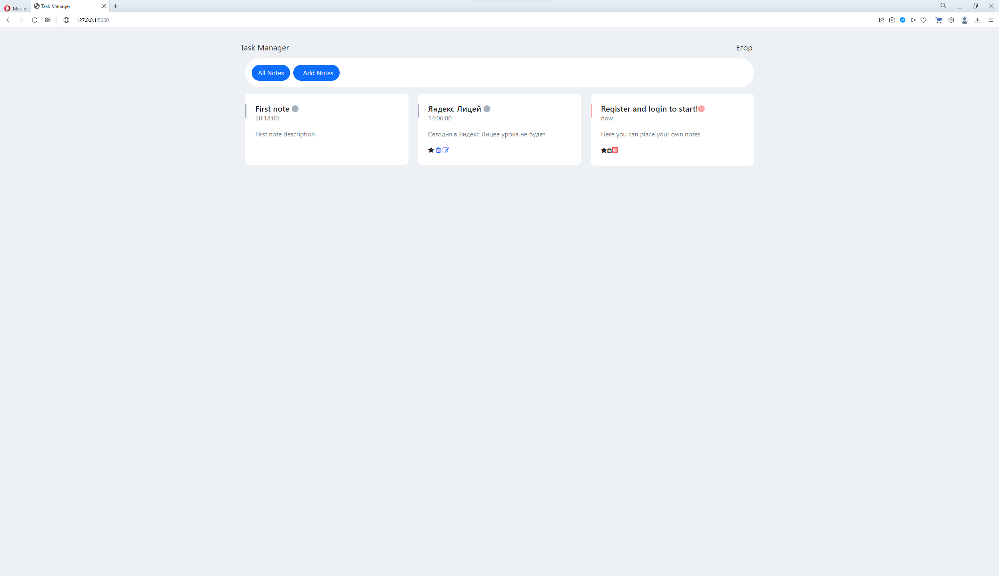 Меню
Task Manager
127.0.0.1:5000
Task Manager
Егор
All Notes
Add Notes
First note
20:18:00
First note description
Яндекс Лицей
14:06:00
Сегодня в Яндекс Лицее урока не будет
Register and login to start!
now
Here you can place your own notes